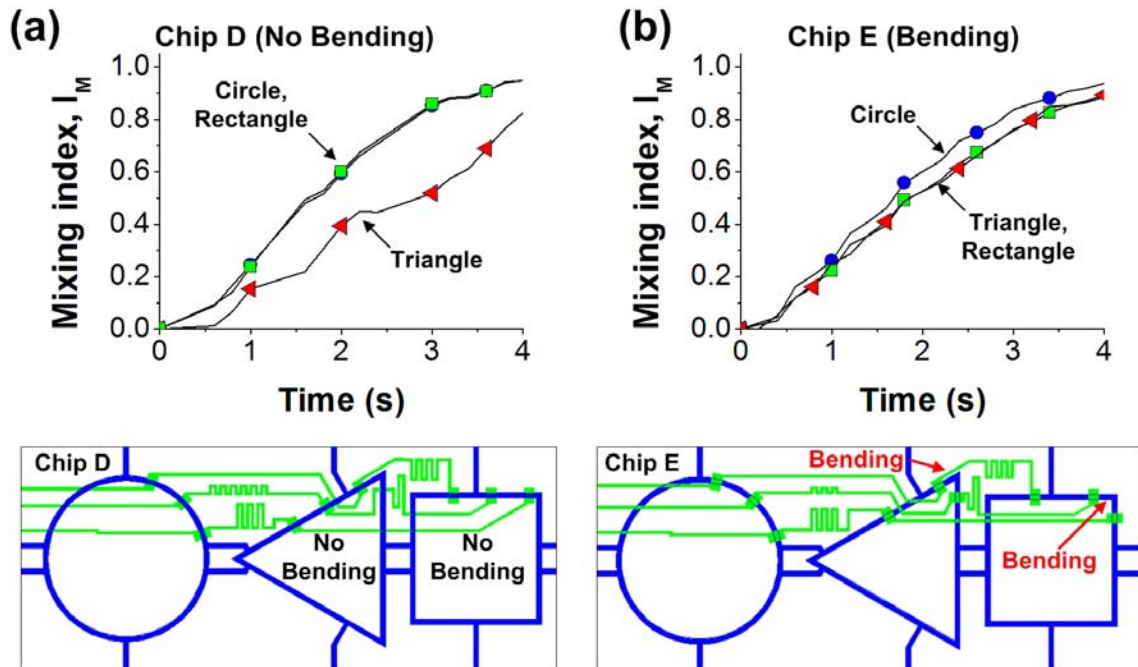 (a)
Chip D (No Bending)
Mixing index, I_M
1.0
0.8
0.6
0.4
0.2
0.0
Circle,
Rectangle
Triangle
0 1 2 3 4
Time (s)
(b)
Chip E (Bending)
Mixing index, I_M
1.0
0.8
0.6
0.4
0.2
0.0
Circle
Triangle,
Rectangle
0 1 2 3 4
Time (s)
Chip D
No
Bending
No
Bending
Chip E
Bending
Bending